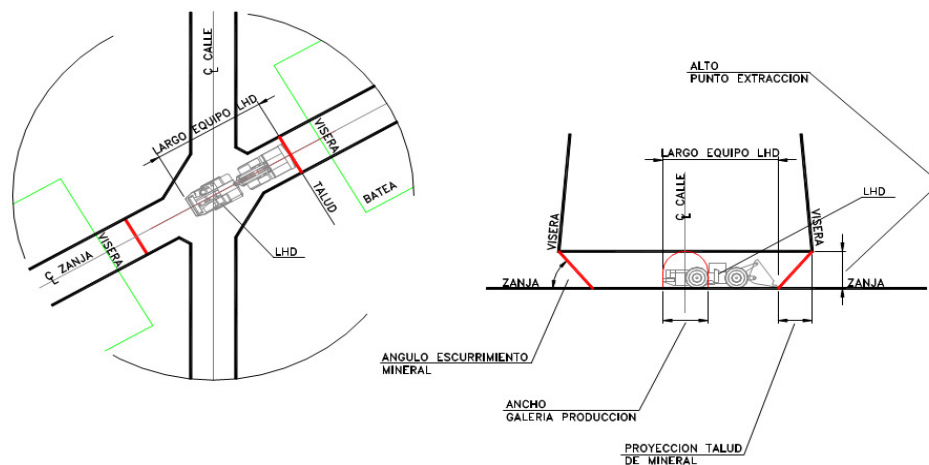 ℄ CALLE
LARGO EQUIPO LHD
VISERA
TALUD
BATEA
VISERA
℄ ZANJA
LHD
ALTO
PUNTO EXTRACCION
LARGO EQUIPO LHD
℄ CALLE
LHD
VISERA
VISERA
ZANJA
ZANJA
ANGULO ESCURRIMIENTO
MINERAL
ANCHO
GALERIA PRODUCCION
PROYECCION TALUD
DE MINERAL